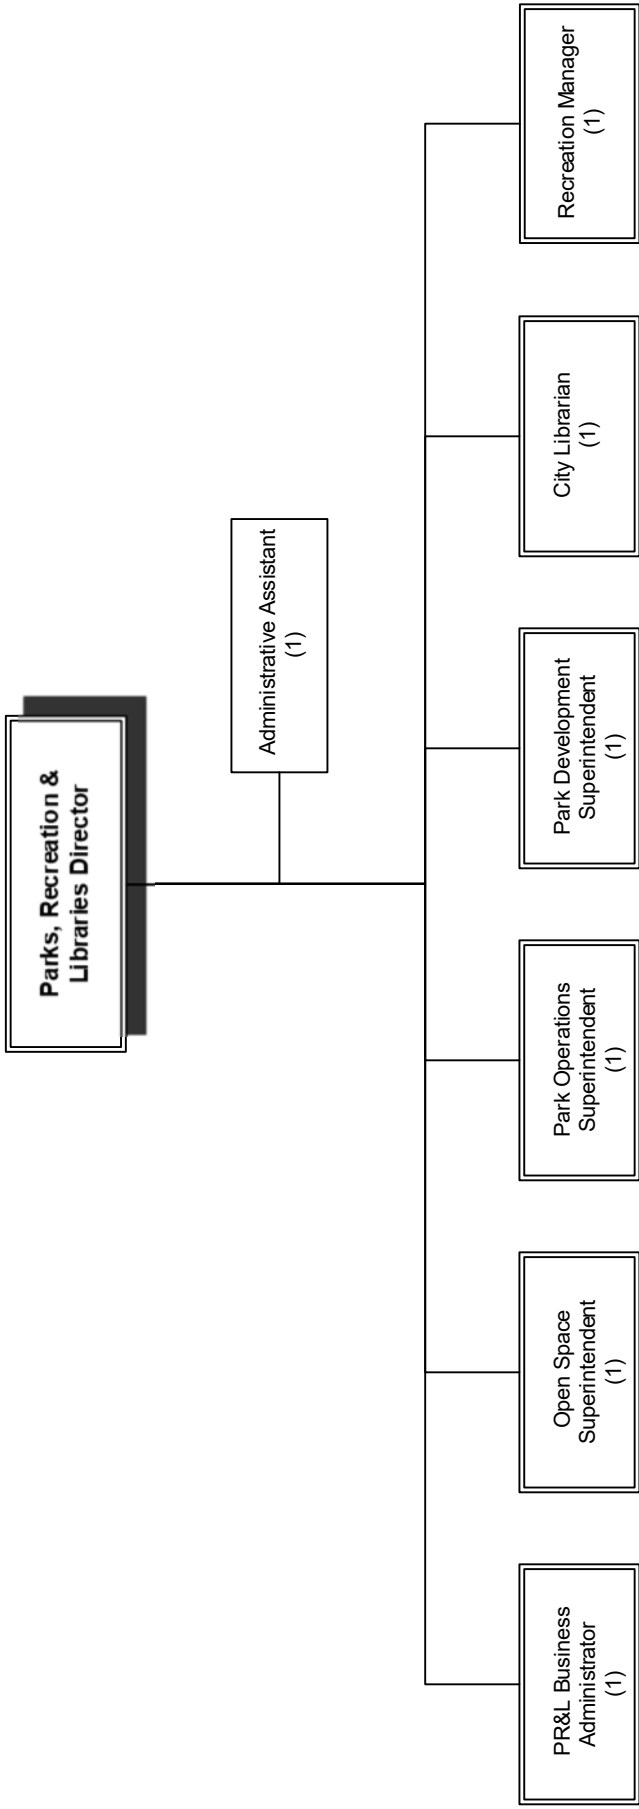 Parks, Recreation &
Libraries Director
Administrative Assistant
(1)
PR&L Business
Administrator
(1)
Open Space
Superintendent
(1)
Park Operations
Superintendent
(1)
Park Development
Superintendent
(1)
City Librarian
(1)
Recreation Manager
(1)